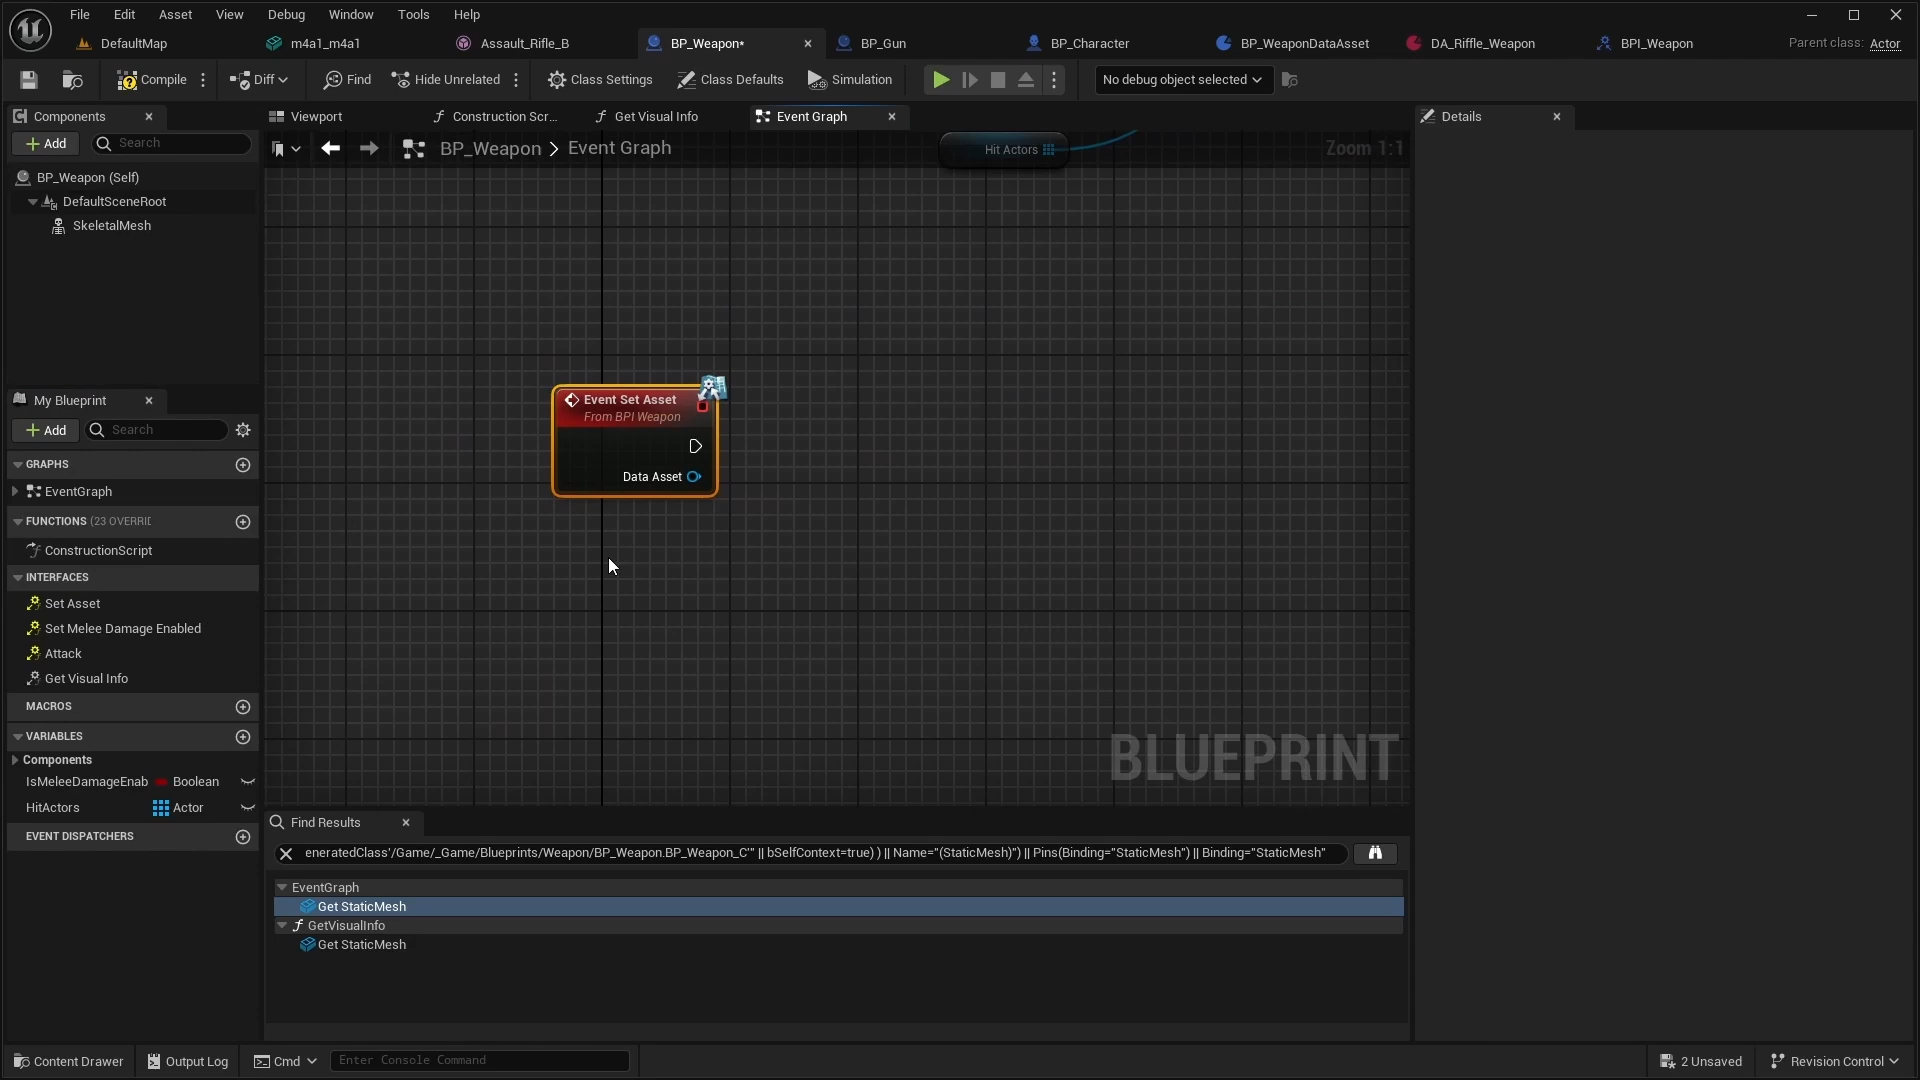 File Edit Asset View Debug Window Tools Help
DefaultMap m4a1_m4a1 Assault_Rifle_B BP_Weapon* BP_Gun BP_Character BP_WeaponDataAsset DA_Riffle_Weapon BPI_Weapon Parent class: Actor
Compile Diff Find Hide Unrelated Class Settings Class Defaults Simulation No debug object selected
Components Viewport Construction Scr... Get Visual Info Event Graph Details
+ Add Search
BP_Weapon > Event Graph
Hit Actors
Zoom 1:1
BP_Weapon (Self)
DefaultSceneRoot
SkeletalMesh
Event Set Asset
From BPI Weapon
Data Asset
My Blueprint
+ Add Search
GRAPHS
EventGraph
FUNCTIONS (23 OVERRID
ConstructionScript
INTERFACES
Set Asset
Set Melee Damage Enabled
Attack
Get Visual Info
MACROS
VARIABLES
Components
IsMeleeDamageEnab Boolean
HitActors Actor
EVENT DISPATCHERS
BLUEPRINT
Find Results
eneratedClass'/Game/_Game/Blueprints/Weapon/BP_Weapon.BP_Weapon_C'" || bSelfContext=true) ) || Name="(StaticMesh)") || Pins(Binding="StaticMesh") || Binding="StaticMesh"
EventGraph
Get StaticMesh
GetVisualInfo
Get StaticMesh
Content Drawer Output Log Cmd Enter Console Command 2 Unsaved Revision Control